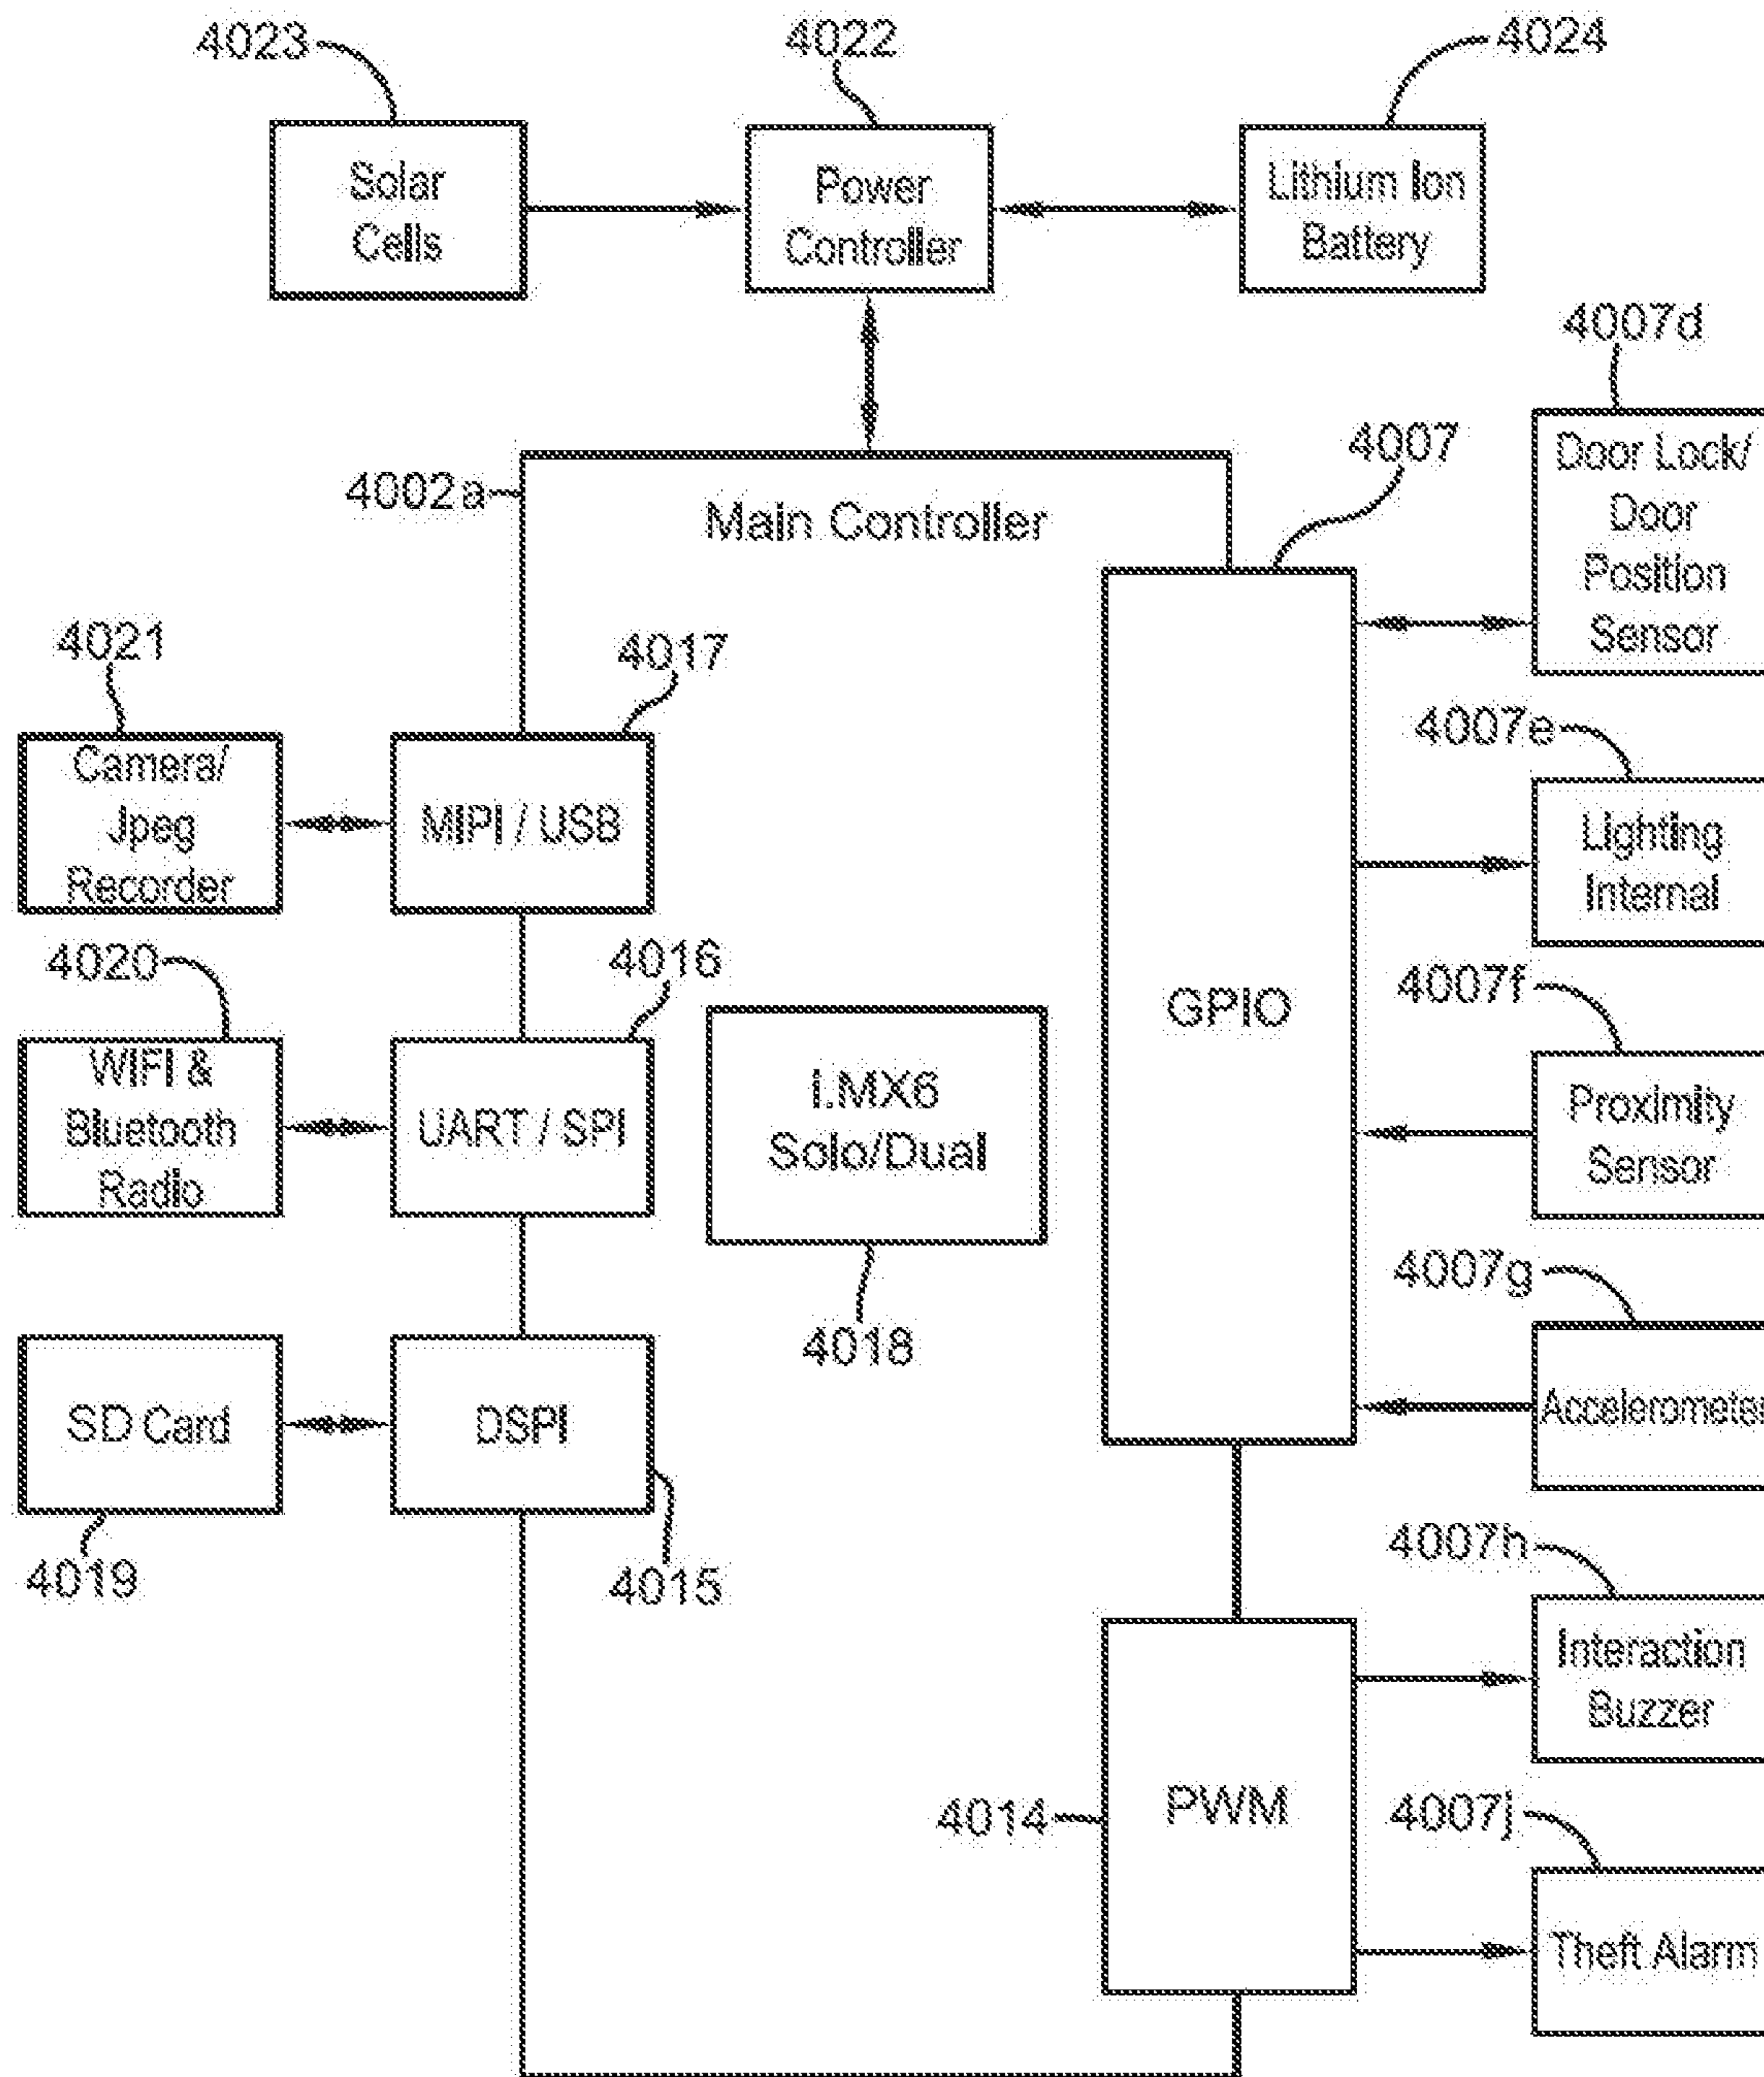 4023
4022
4024
Solar
Cells
Power
Controller
Lithium Ion
Battery
4007d
4007
4002a
Main Controller
Door Lock/
Door
Position
Sensor
4021
4017
4007e
Camera/
Jpeg
Recorder
MIPI / USB
Lighting
Internal
4020
4016
4007f
GPIO
WIFI &
Bluetooth
Radio
UART / SPI
i.MX6
Solo/Dual
Proximity
Sensor
4007g
4018
SD Card
DSPI
Accelerometer
4019
4015
4007h
Interaction
Buzzer
4014
PWM
4007j
Theft Alarm